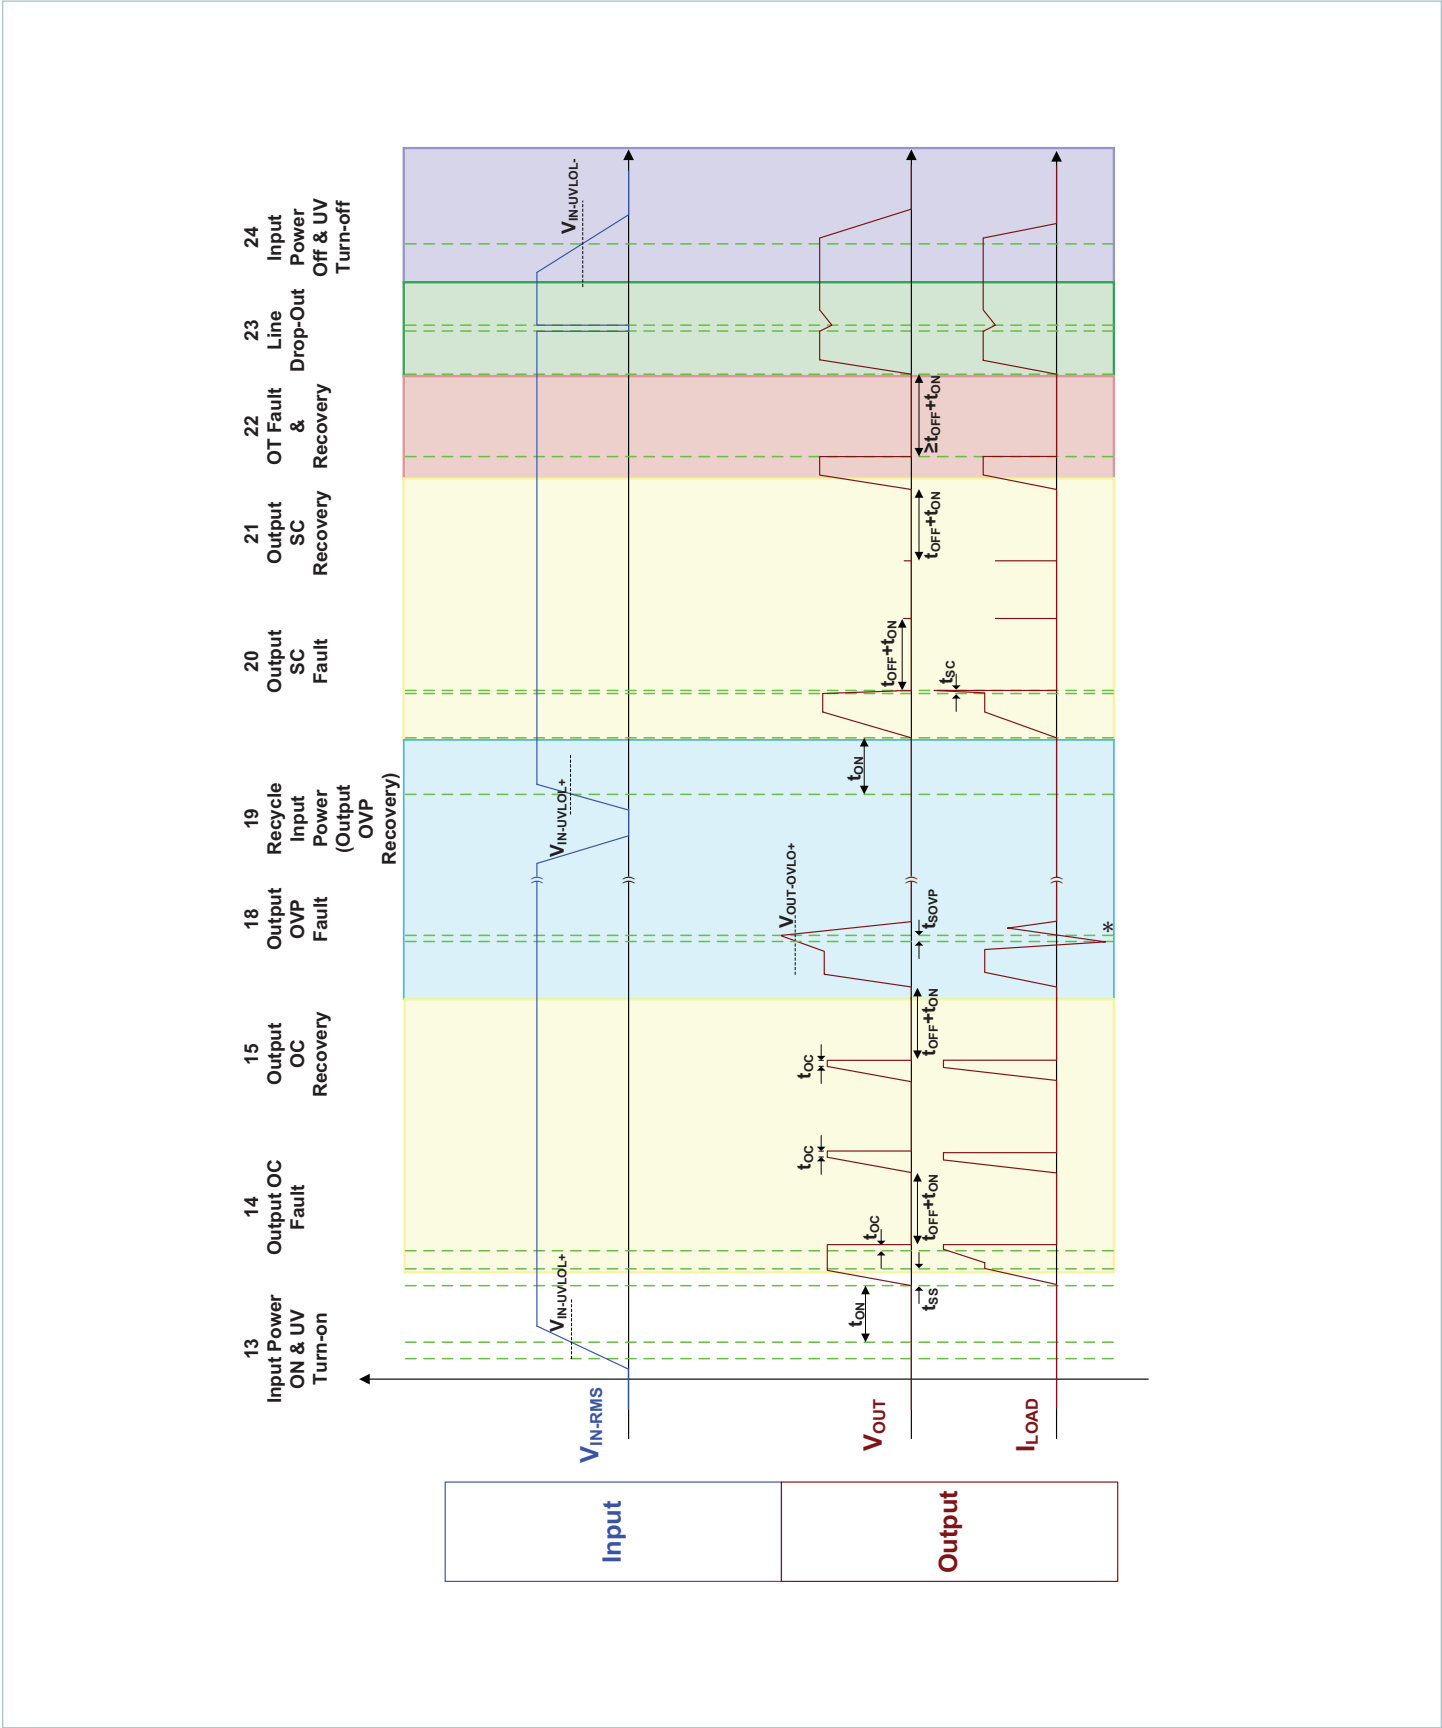 13
Input Power
ON & UV
Turn-on
14
Output OC
Fault
15
Output
OC
Recovery
18
Output
OVP
Fault
19
Recycle
Input
Power
(Output
OVP
Recovery)
20
Output
SC
Fault
21
Output
SC
Recovery
22
OT Fault
&
Recovery
23
Line
Drop-Out
24
Input
Power
Off & UV
Turn-off
Input
VIN-RMS
VIN-UVLOL+
VIN-UVLOL+
VIN-UVLOL-
Output
VOUT
tON
tSS
tOC
tOFF+tON
tOC
tOC
tOFF+tON
VOUT-OVLO+
tSOVP
tON
tOFF+tON
tOFF+tON
≥tOFF+tON
ILOAD
*
tSC